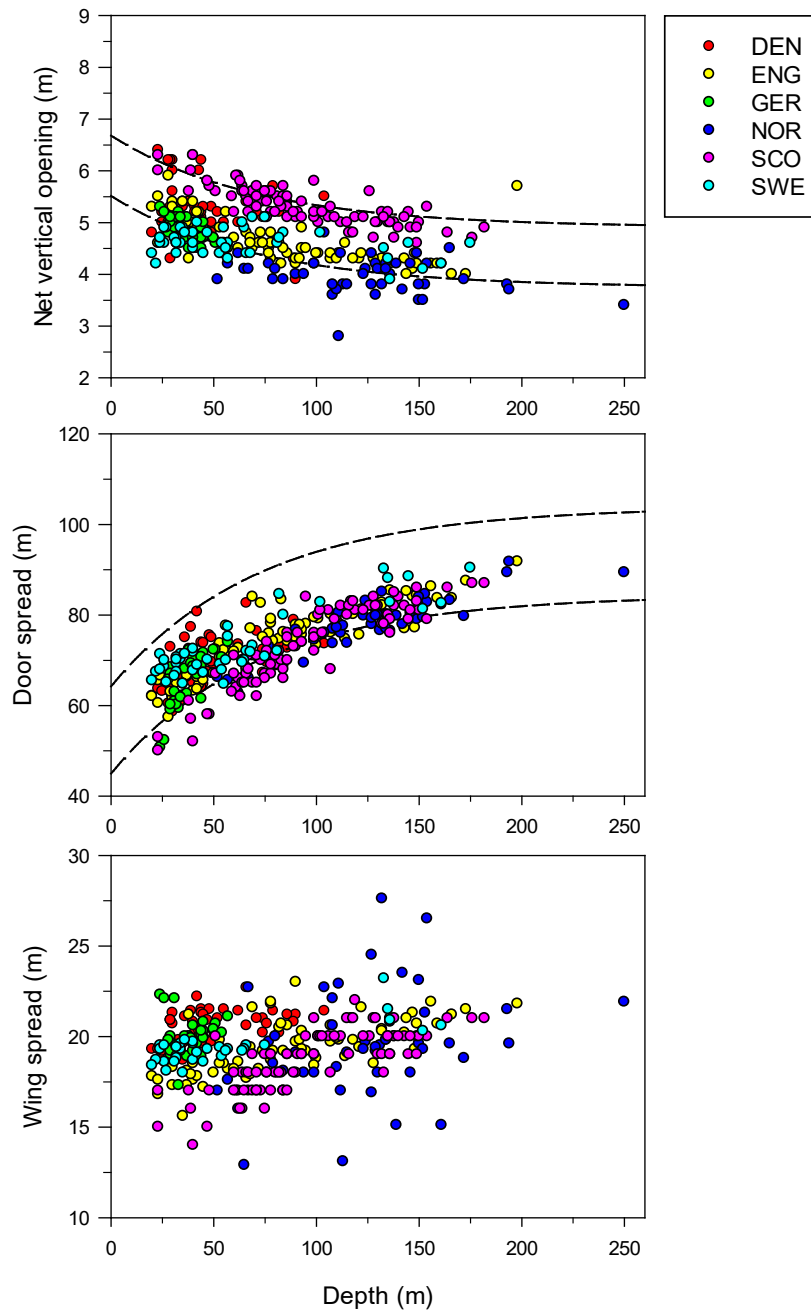 Net vertical opening (m)
9
8
7
6
5
4
3
2
0 50 100 150 200 250
DEN
ENG
GER
NOR
SCO
SWE
Door spread (m)
120
100
80
60
40
0 50 100 150 200 250
Wing spread (m)
30
25
20
15
10
0 50 100 150 200 250
Depth (m)